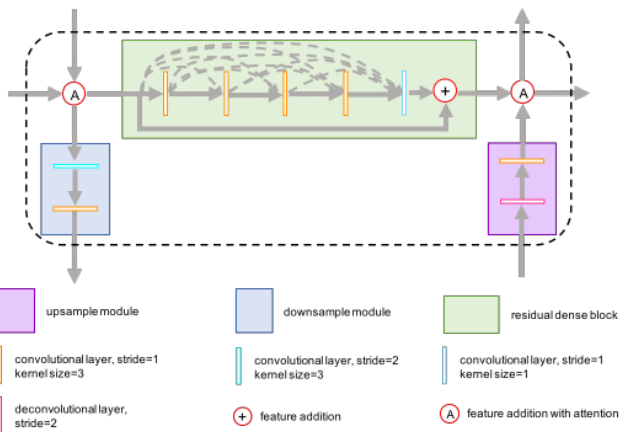 A
+
A
upsample module
downsample module
residual dense block
convolutional layer, stride=1
kernel size=3
convolutional layer, stride=2
kernel size=3
convolutional layer, stride=1
kernel size=1
deconvolutional layer,
stride=2
+ feature addition
A feature addition with attention